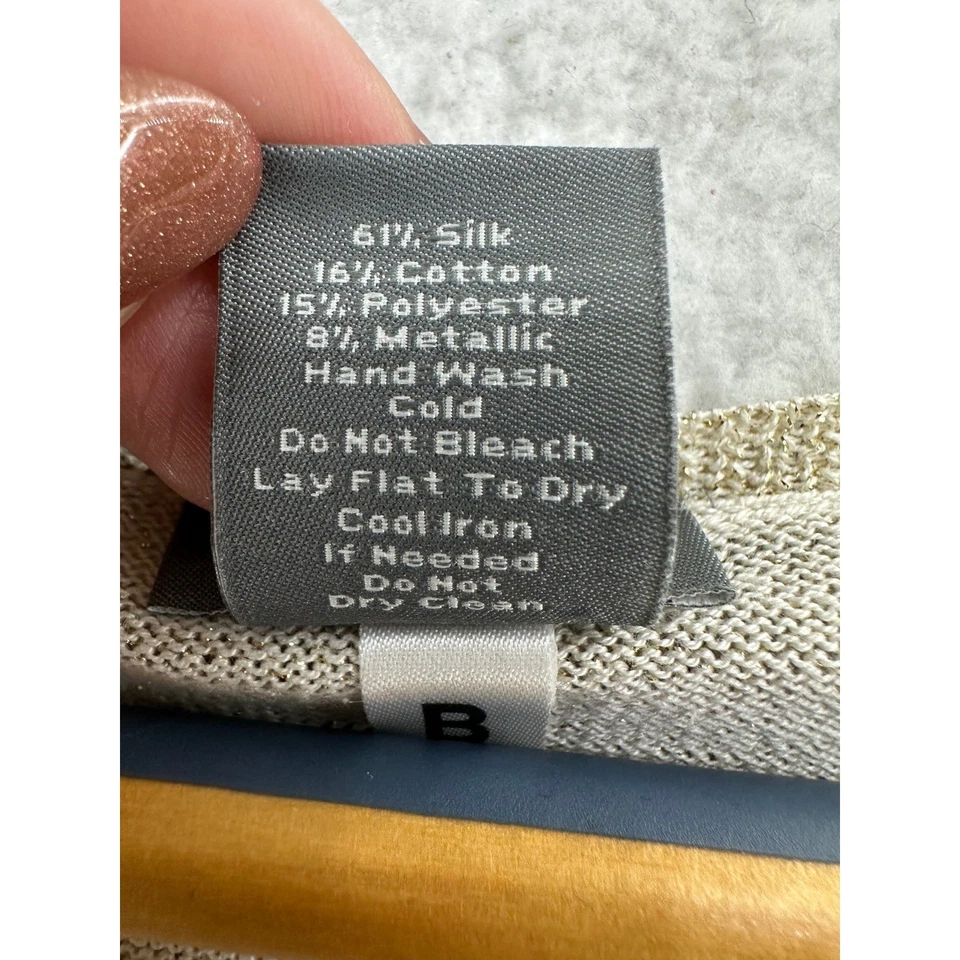 61% Silk
16% Cotton
15% Polyester
8% Metallic
Hand Wash
Cold
Do Not Bleach
Lay Flat To Dry
Cool Iron
If Needed
Do Not
Dry Clean
B